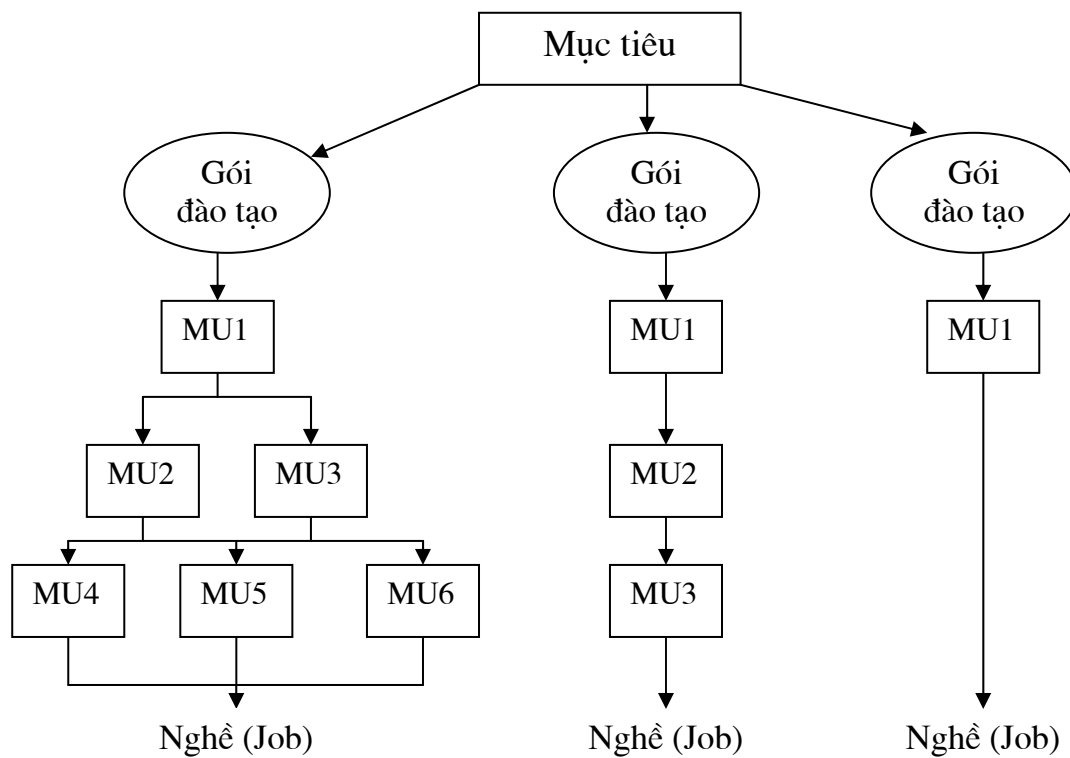 Mục tiêu
Gói
đào tạo
Gói
đào tạo
Gói
đào tạo
MU1
MU1
MU1
MU2
MU3
MU2
MU4
MU5
MU6
MU3
Nghề (Job)
Nghề (Job)
Nghề (Job)